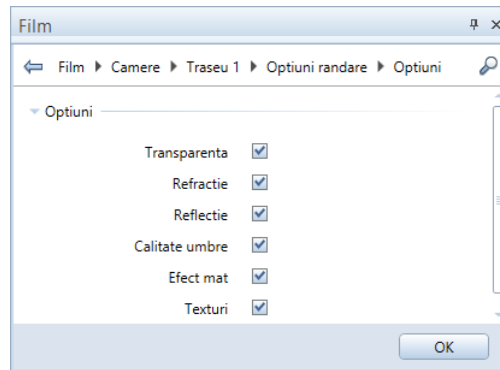 Film
Film Camere Traseu 1 Optiuni randare Optiuni
Optiuni
Transparenta
Refractie
Reflectie
Calitate umbre
Efect mat
Texturi
OK